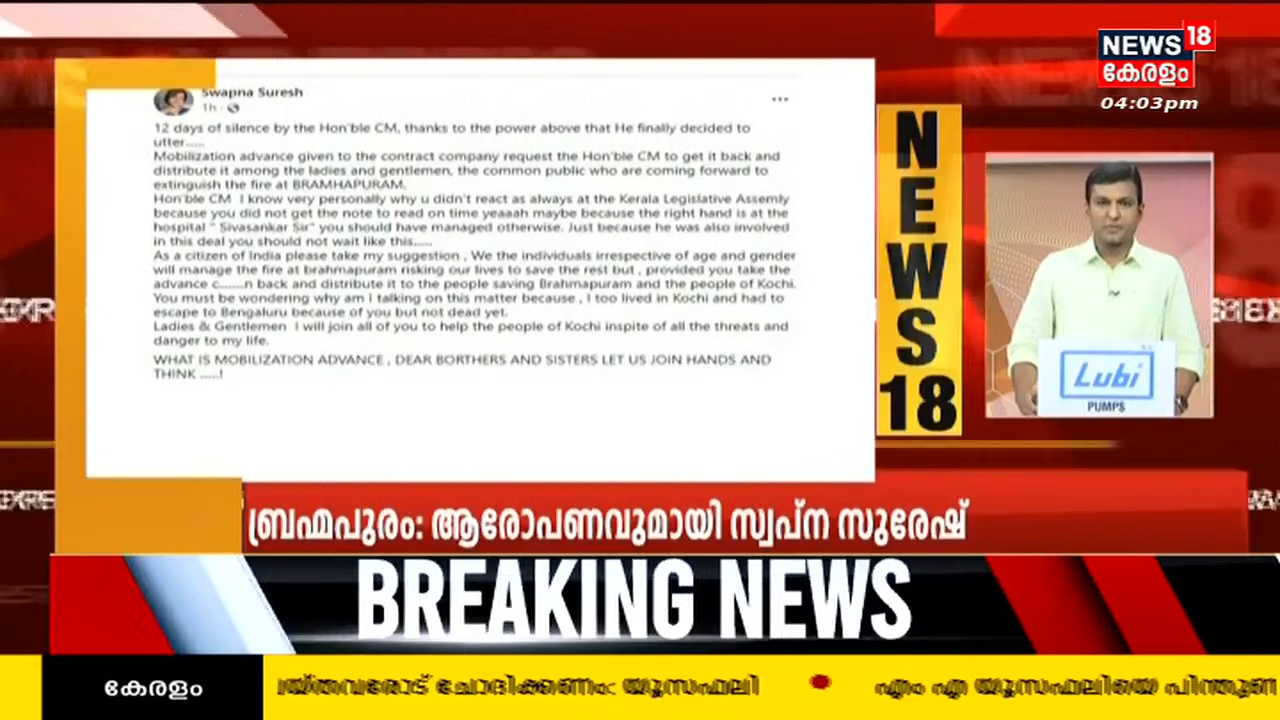 NEWS 18
കേരളം
04:03pm
Swapna Suresh
1h
12 days of silence by the Hon'ble CM, thanks to the power above that He finally decided to
utter.....
Mobilization advance given to the contract company request the Hon'ble CM to get it back and
distribute it among the ladies and gentlemen, the common public who are coming forward to
extinguish the fire at BRAMHAPURAM.
Hon'ble CM I know very personally why u didn't react as always at the Kerala Legislative Assemly
because you did not get the note to read on time yeaaah maybe because the right hand is at the
hospital " Sivasankar Sir" you should have managed otherwise. Just because he was also involved
in this deal you should not wait like this......
As a citizen of India please take my suggestion , We the individuals irrespective of age and gender
will manage the fire at brahmapuram risking our lives to save the rest but , provided you take the
advance c........n back and distribute it to the people saving Brahmapuram and the people of Kochi.
You must be wondering why am I talking on this matter because , I too lived in Kochi and had to
escape to Bengaluru because of you but not dead yet.
Ladies & Gentlemen I will join all of you to help the people of Kochi inspite of all the threats and
danger to my life.
WHAT IS MOBILIZATION ADVANCE , DEAR BORTHERS AND SISTERS LET US JOIN HANDS AND
THINK ......!
NEWS 18
Lubi
PUMPS
ബ്രഹ്മപുരം: ആരോപണവുമായി സ്വപ്ന സുരേഷ്
BREAKING NEWS
കേരളം
യ്തവരോട് ചോദിക്കണം: യൂസഫലി
എം എ യൂസഫലിയെ പിന്തുണ